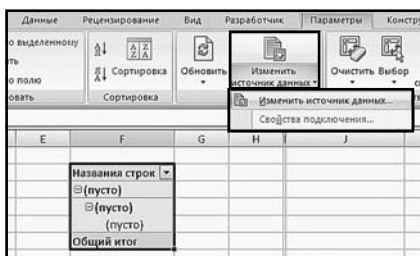 Данные Рецензирование Вид Разработчик Параметры Констр
о выделенному
ть
о полю
овать
Сортировка
Сортировка
Обновить
Изменить
источник данных
Очистить Выбор
Изменить источник данных...
Свойства подключения...
E F G H I J
Названия строк
(пусто)
(пусто)
(пусто)
Общий итог